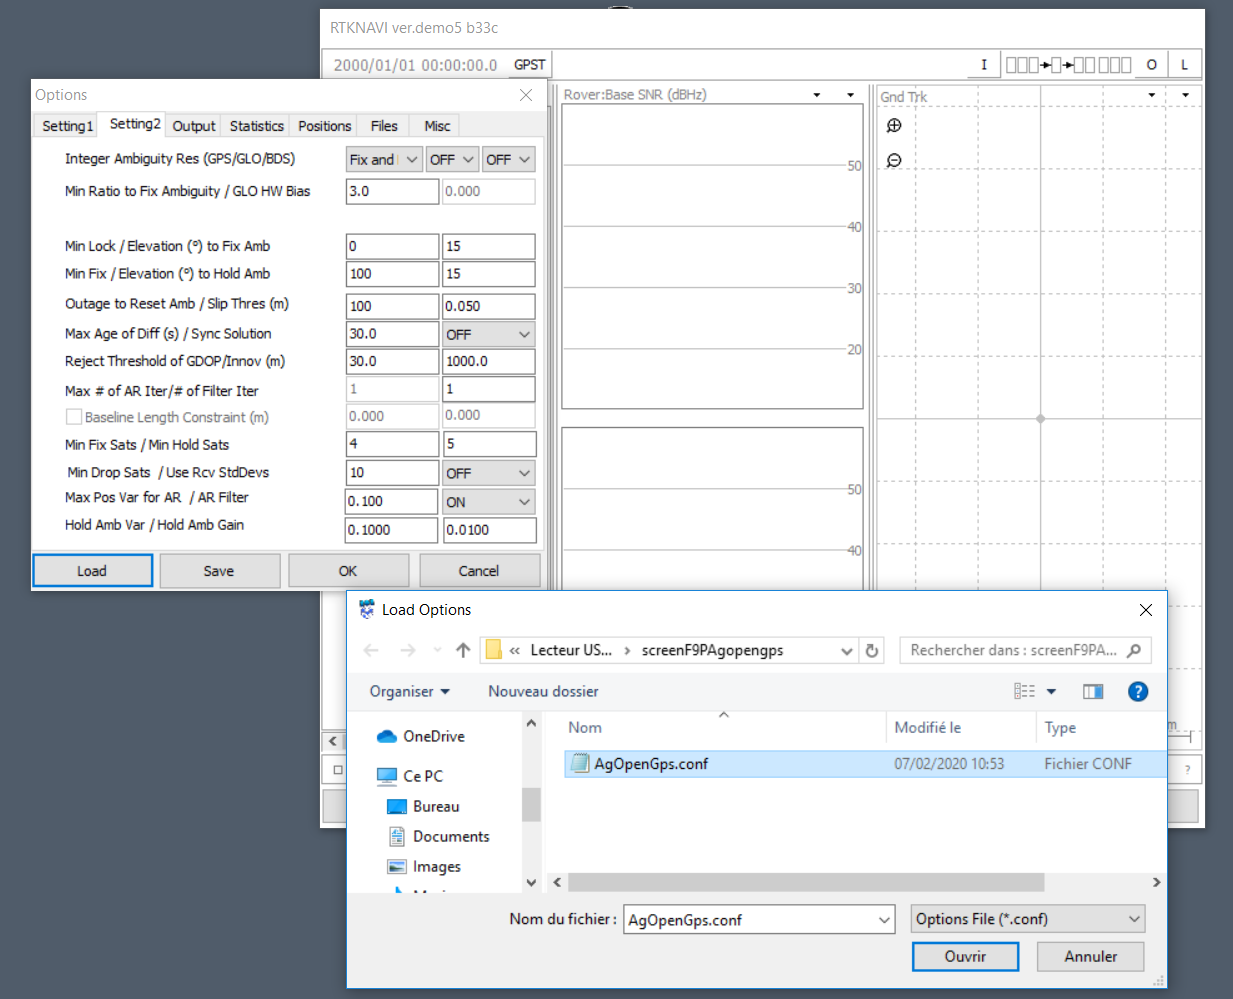 RTKNAVI ver.demo5 b33c
2000/01/01 00:00:00.0 GPST I O L
Options
Setting1 Setting2 Output Statistics Positions Files Misc
Integer Ambiguity Res (GPS/GLO/BDS) Fix and OFF OFF
Min Ratio to Fix Ambiguity / GLO HW Bias 3.0 0.000
Min Lock / Elevation (°) to Fix Amb 0 15
Min Fix / Elevation (°) to Hold Amb 100 15
Outage to Reset Amb / Slip Thres (m) 100 0.050
Max Age of Diff (s) / Sync Solution 30.0 OFF
Reject Threshold of GDOP/Innov (m) 30.0 1000.0
Max # of AR Iter/# of Filter Iter 1 1
Baseline Length Constraint (m) 0.000 0.000
Min Fix Sats / Min Hold Sats 4 5
Min Drop Sats / Use Rcv StdDevs 10 OFF
Max Pos Var for AR / AR Filter 0.100 ON
Hold Amb Var / Hold Amb Gain 0.1000 0.0100
Load Save OK Cancel
Rover:Base SNR (dBHz)
50
40
30
20
50
40
Gnd Trk
m
?
Load Options
« Lecteur US... › screenF9PAgopengps Rechercher dans : screenF9PA...
Organiser Nouveau dossier ?
OneDrive
Ce PC
Bureau
Documents
Images
Nom Modifié le Type
AgOpenGps.conf 07/02/2020 10:53 Fichier CONF
Nom du fichier : AgOpenGps.conf Options File (*.conf)
Ouvrir Annuler